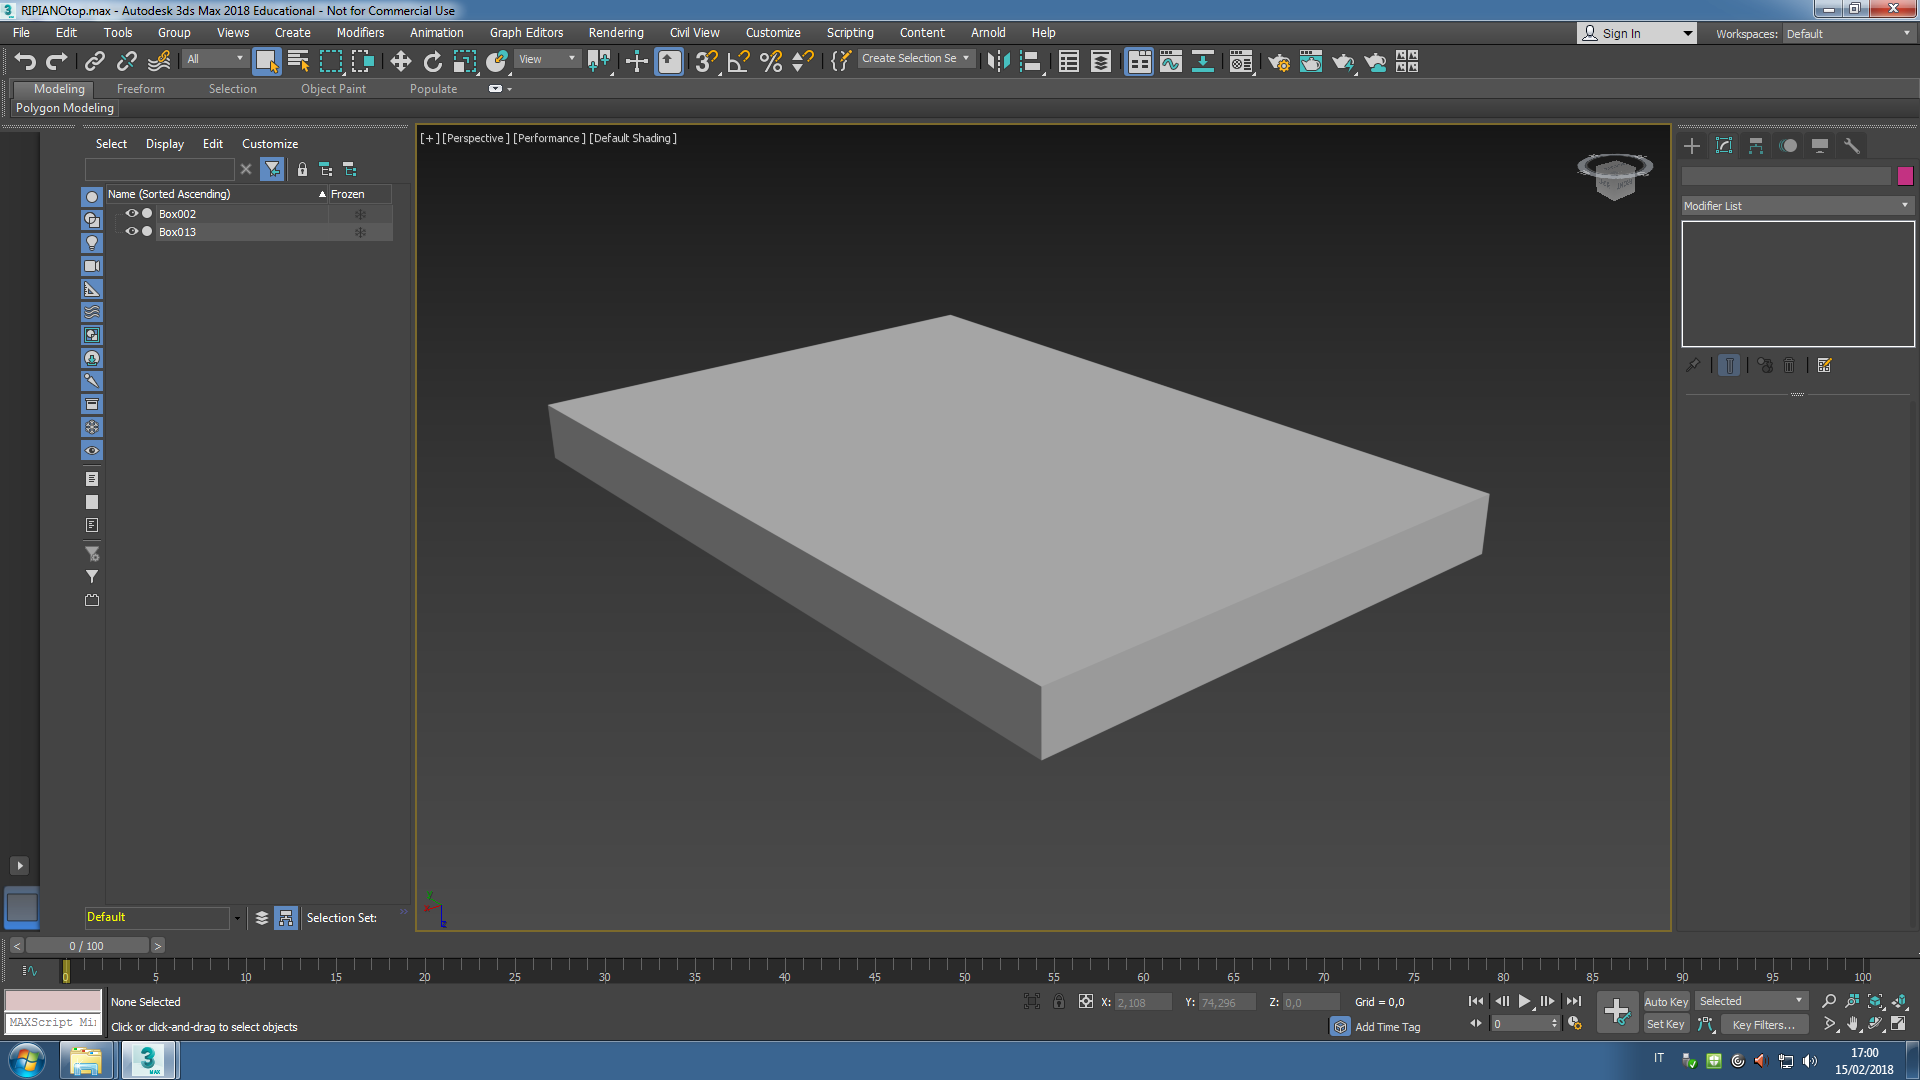 RIPIANOtop.max - Autodesk 3ds Max 2018 Educational - Not for Commercial Use
File Edit Tools Group Views Create Modifiers Animation Graph Editors Rendering Civil View Customize Scripting Content Arnold Help
Sign In
Workspaces: Default
All
View
Create Selection Se
Modeling Freeform Selection Object Paint Populate
Polygon Modeling
Select Display Edit Customize
Name (Sorted Ascending) Frozen
Box002
Box013
[+] [Perspective] [Performance] [Default Shading]
Modifier List
Default
Selection Set:
0 / 100
0 5 10 15 20 25 30 35 40 45 50 55 60 65 70 75 80 85 90 95 100
None Selected
X: 2,108 Y: 74,296 Z: 0,0 Grid = 0,0
Auto Key Selected
MAXScript Mi
Click or click-and-drag to select objects
Add Time Tag
0
Set Key Key Filters...
IT
17:00
15/02/2018